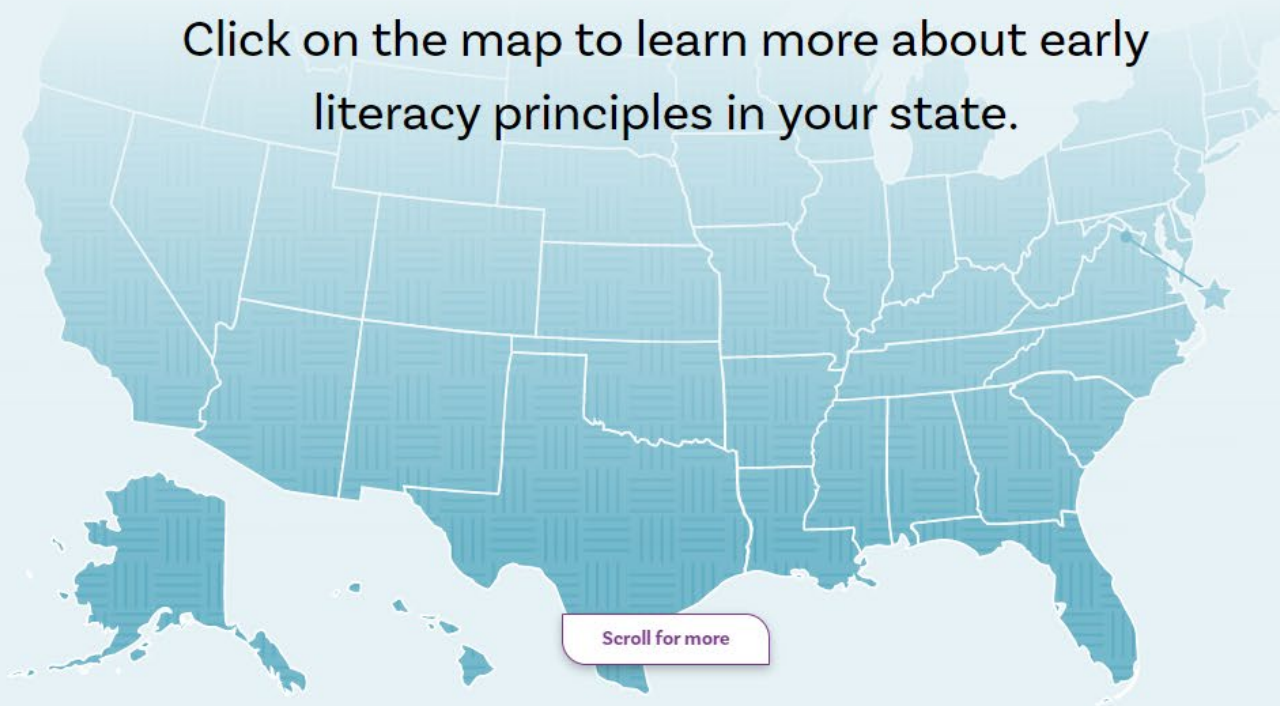 Click on the map to learn more about early
literacy principles in your state.
Scroll for more